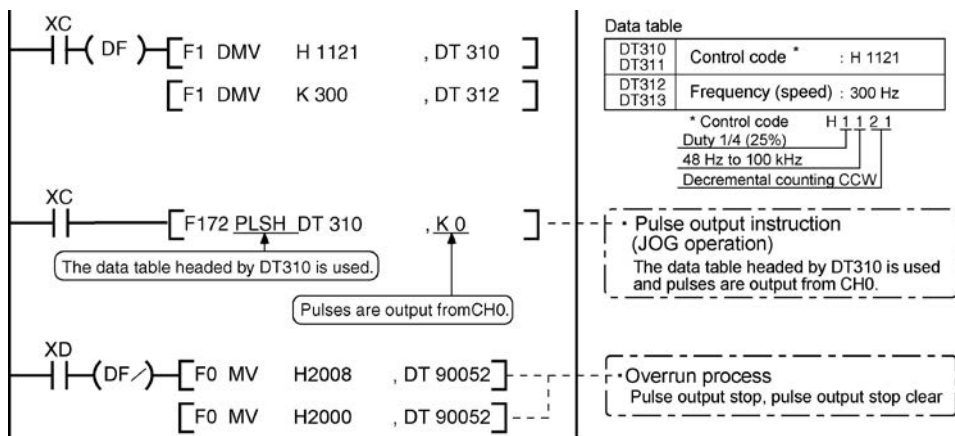 XC
( DF )
F1 DMV H 1121 , DT 310
F1 DMV K 300 , DT 312
XC
F172 PLSH DT 310 , K 0
The data table headed by DT310 is used.
Pulses are output fromCH0.
XD
(DF/)
F0 MV H2008 , DT 90052
F0 MV H2000 , DT 90052
Data table
DT310
DT311
Control code * : H 1121
DT312
DT313
Frequency (speed) : 300 Hz
* Control code H 1 1 2 1
Duty 1/4 (25%)
48 Hz to 100 kHz
Decremental counting CCW
· Pulse output instruction
(JOG operation)
The data table headed by DT310 is used
and pulses are output from CH0.
·Overrun process
Pulse output stop, pulse output stop clear